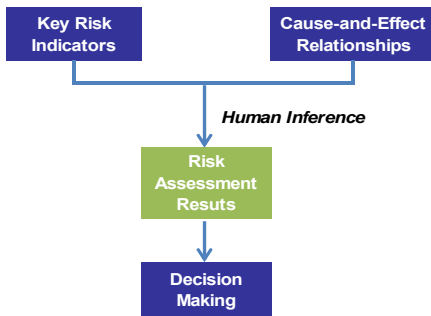 Key Risk
Indicators
Cause-and-Effect
Relationships
Human Inference
Risk
Assessment
Resuts
Decision
Making